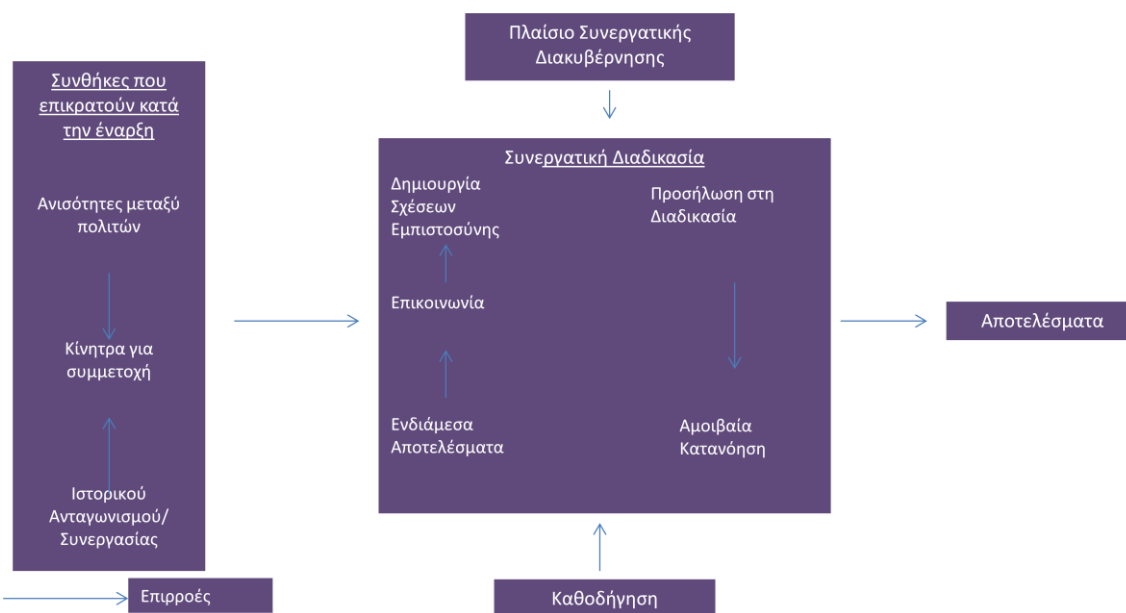 Πλαίσιο Συνεργατικής
Διακυβέρνησης
Συνθήκες που
επικρατούν κατά
την έναρξη
Ανισότητες μεταξύ
πολιτών
Κίνητρα για
συμμετοχή
Ιστορικού
Ανταγωνισμού/
Συνεργασίας
Συνεργατική Διαδικασία
Δημιουργία
Σχέσεων
Εμπιστοσύνης
Επικοινωνία
Ενδιάμεσα
Αποτελέσματα
Προσήλωση στη
Διαδικασία
Αμοιβαία
Κατανόηση
Αποτελέσματα
Επιρροές
Καθοδήγηση